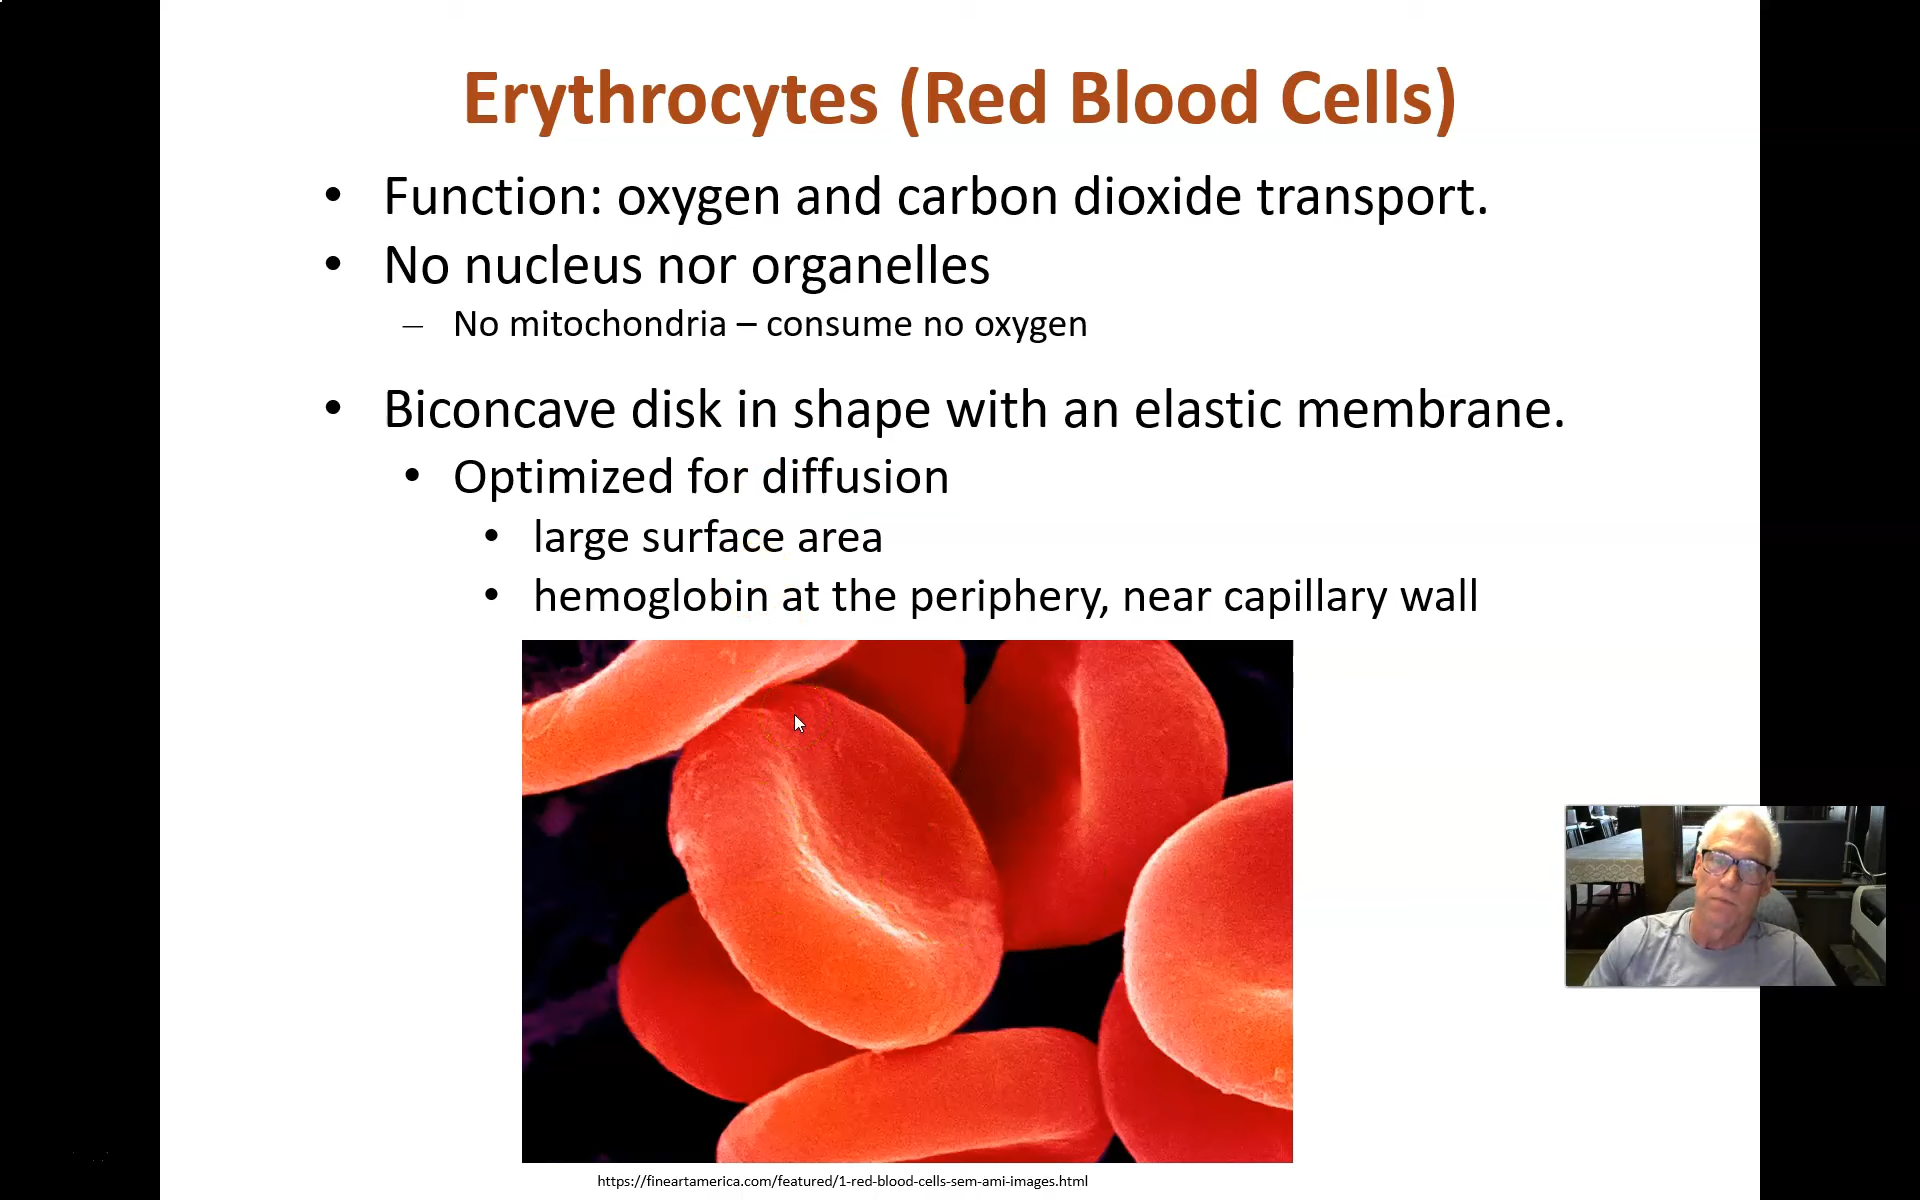 Erythrocytes (Red Blood Cells)
• Function: oxygen and carbon dioxide transport.
• No nucleus nor organelles
– No mitochondria – consume no oxygen
• Biconcave disk in shape with an elastic membrane.
• Optimized for diffusion
• large surface area
• hemoglobin at the periphery, near capillary wall
https://fineartamerica.com/featured/1-red-blood-cells-sem-ami-images.html